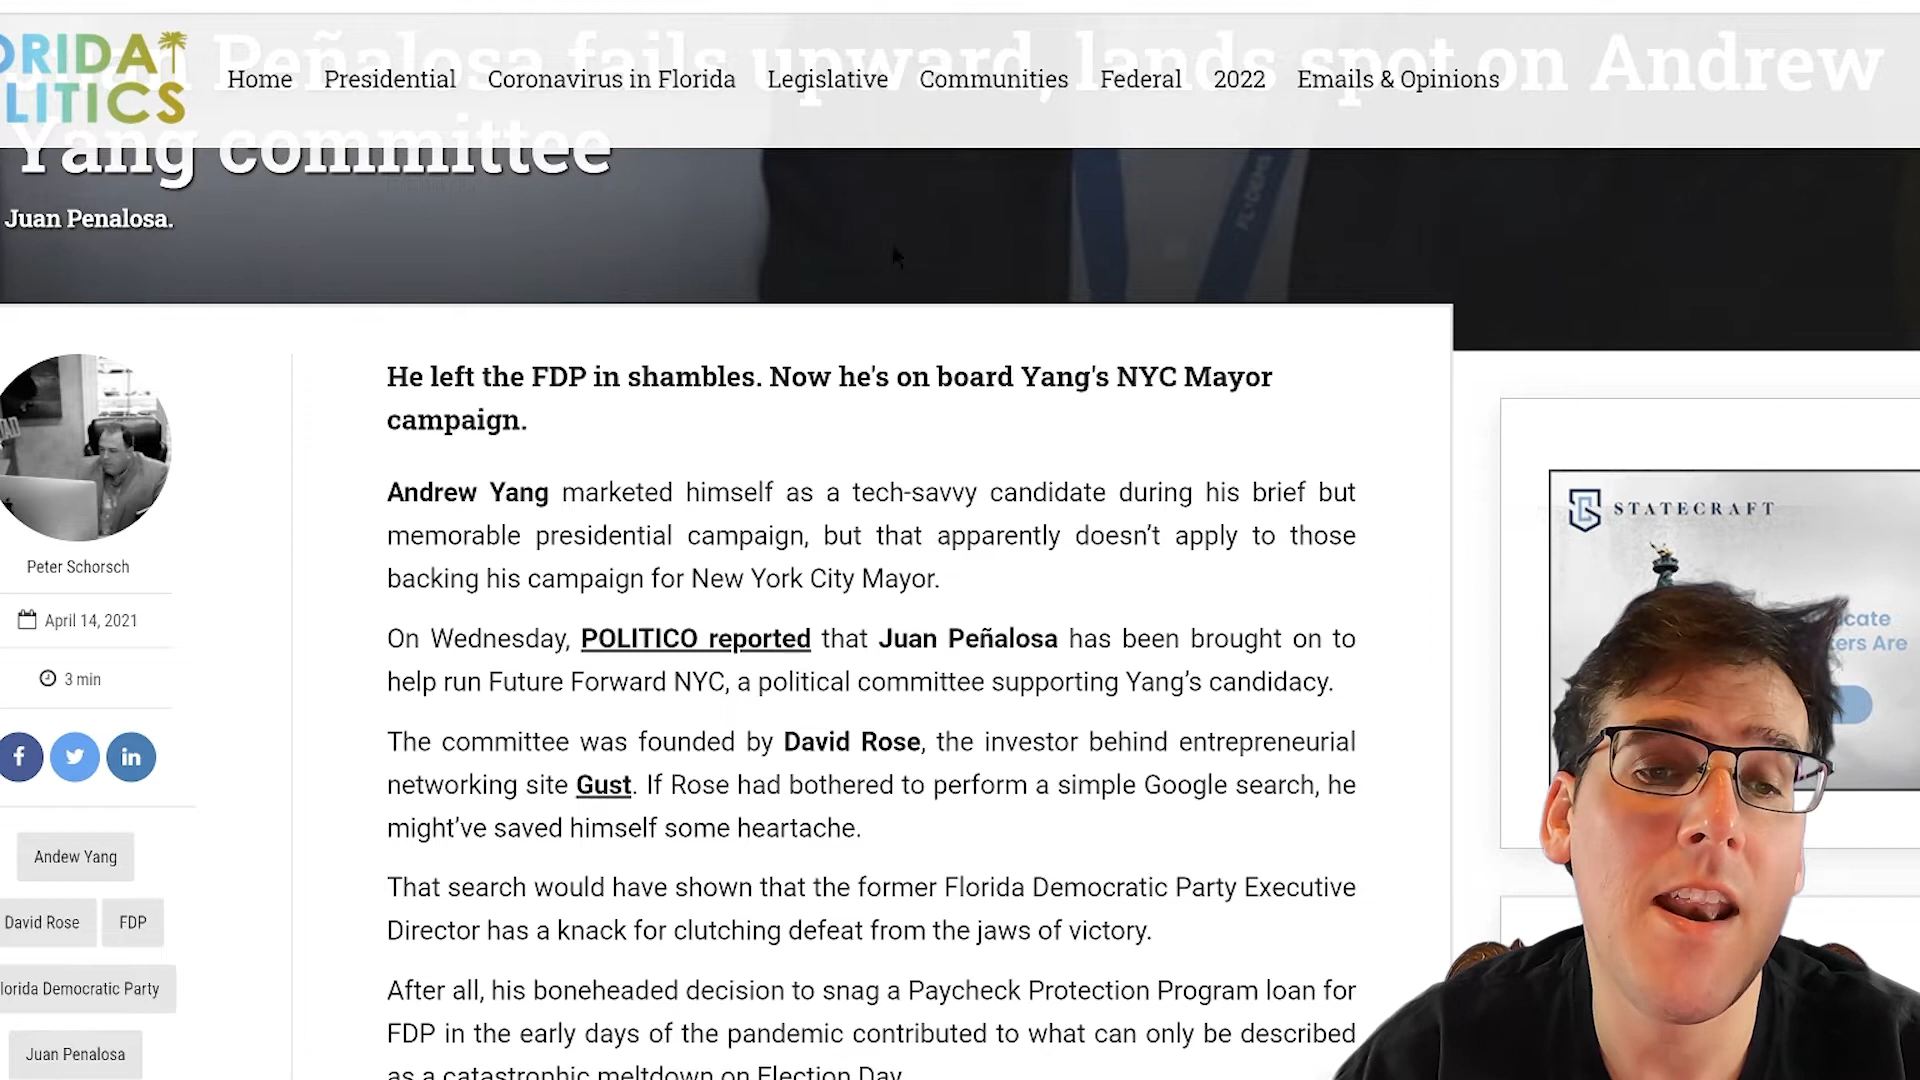 Peñalosa fails upward, lands spot on Andrew
Yang committee
ORIDA
LITICS
Home Presidential Coronavirus in Florida Legislative Communities Federal 2022 Emails & Opinions
Juan Penalosa.
FL DEMS
He left the FDP in shambles. Now he's on board Yang's NYC Mayor
campaign.
Andrew Yang marketed himself as a tech-savvy candidate during his brief but
memorable presidential campaign, but that apparently doesn’t apply to those
backing his campaign for New York City Mayor.
On Wednesday, POLITICO reported that Juan Peñalosa has been brought on to
help run Future Forward NYC, a political committee supporting Yang’s candidacy.
The committee was founded by David Rose, the investor behind entrepreneurial
networking site Gust. If Rose had bothered to perform a simple Google search, he
might’ve saved himself some heartache.
That search would have shown that the former Florida Democratic Party Executive
Director has a knack for clutching defeat from the jaws of victory.
After all, his boneheaded decision to snag a Paycheck Protection Program loan for
FDP in the early days of the pandemic contributed to what can only be described
as a catastrophic meltdown on Election Day.
Peter Schorsch
April 14, 2021
3 min
Andew Yang
David Rose FDP
lorida Democratic Party
Juan Penalosa
STATECRAFT
cate
ters Are